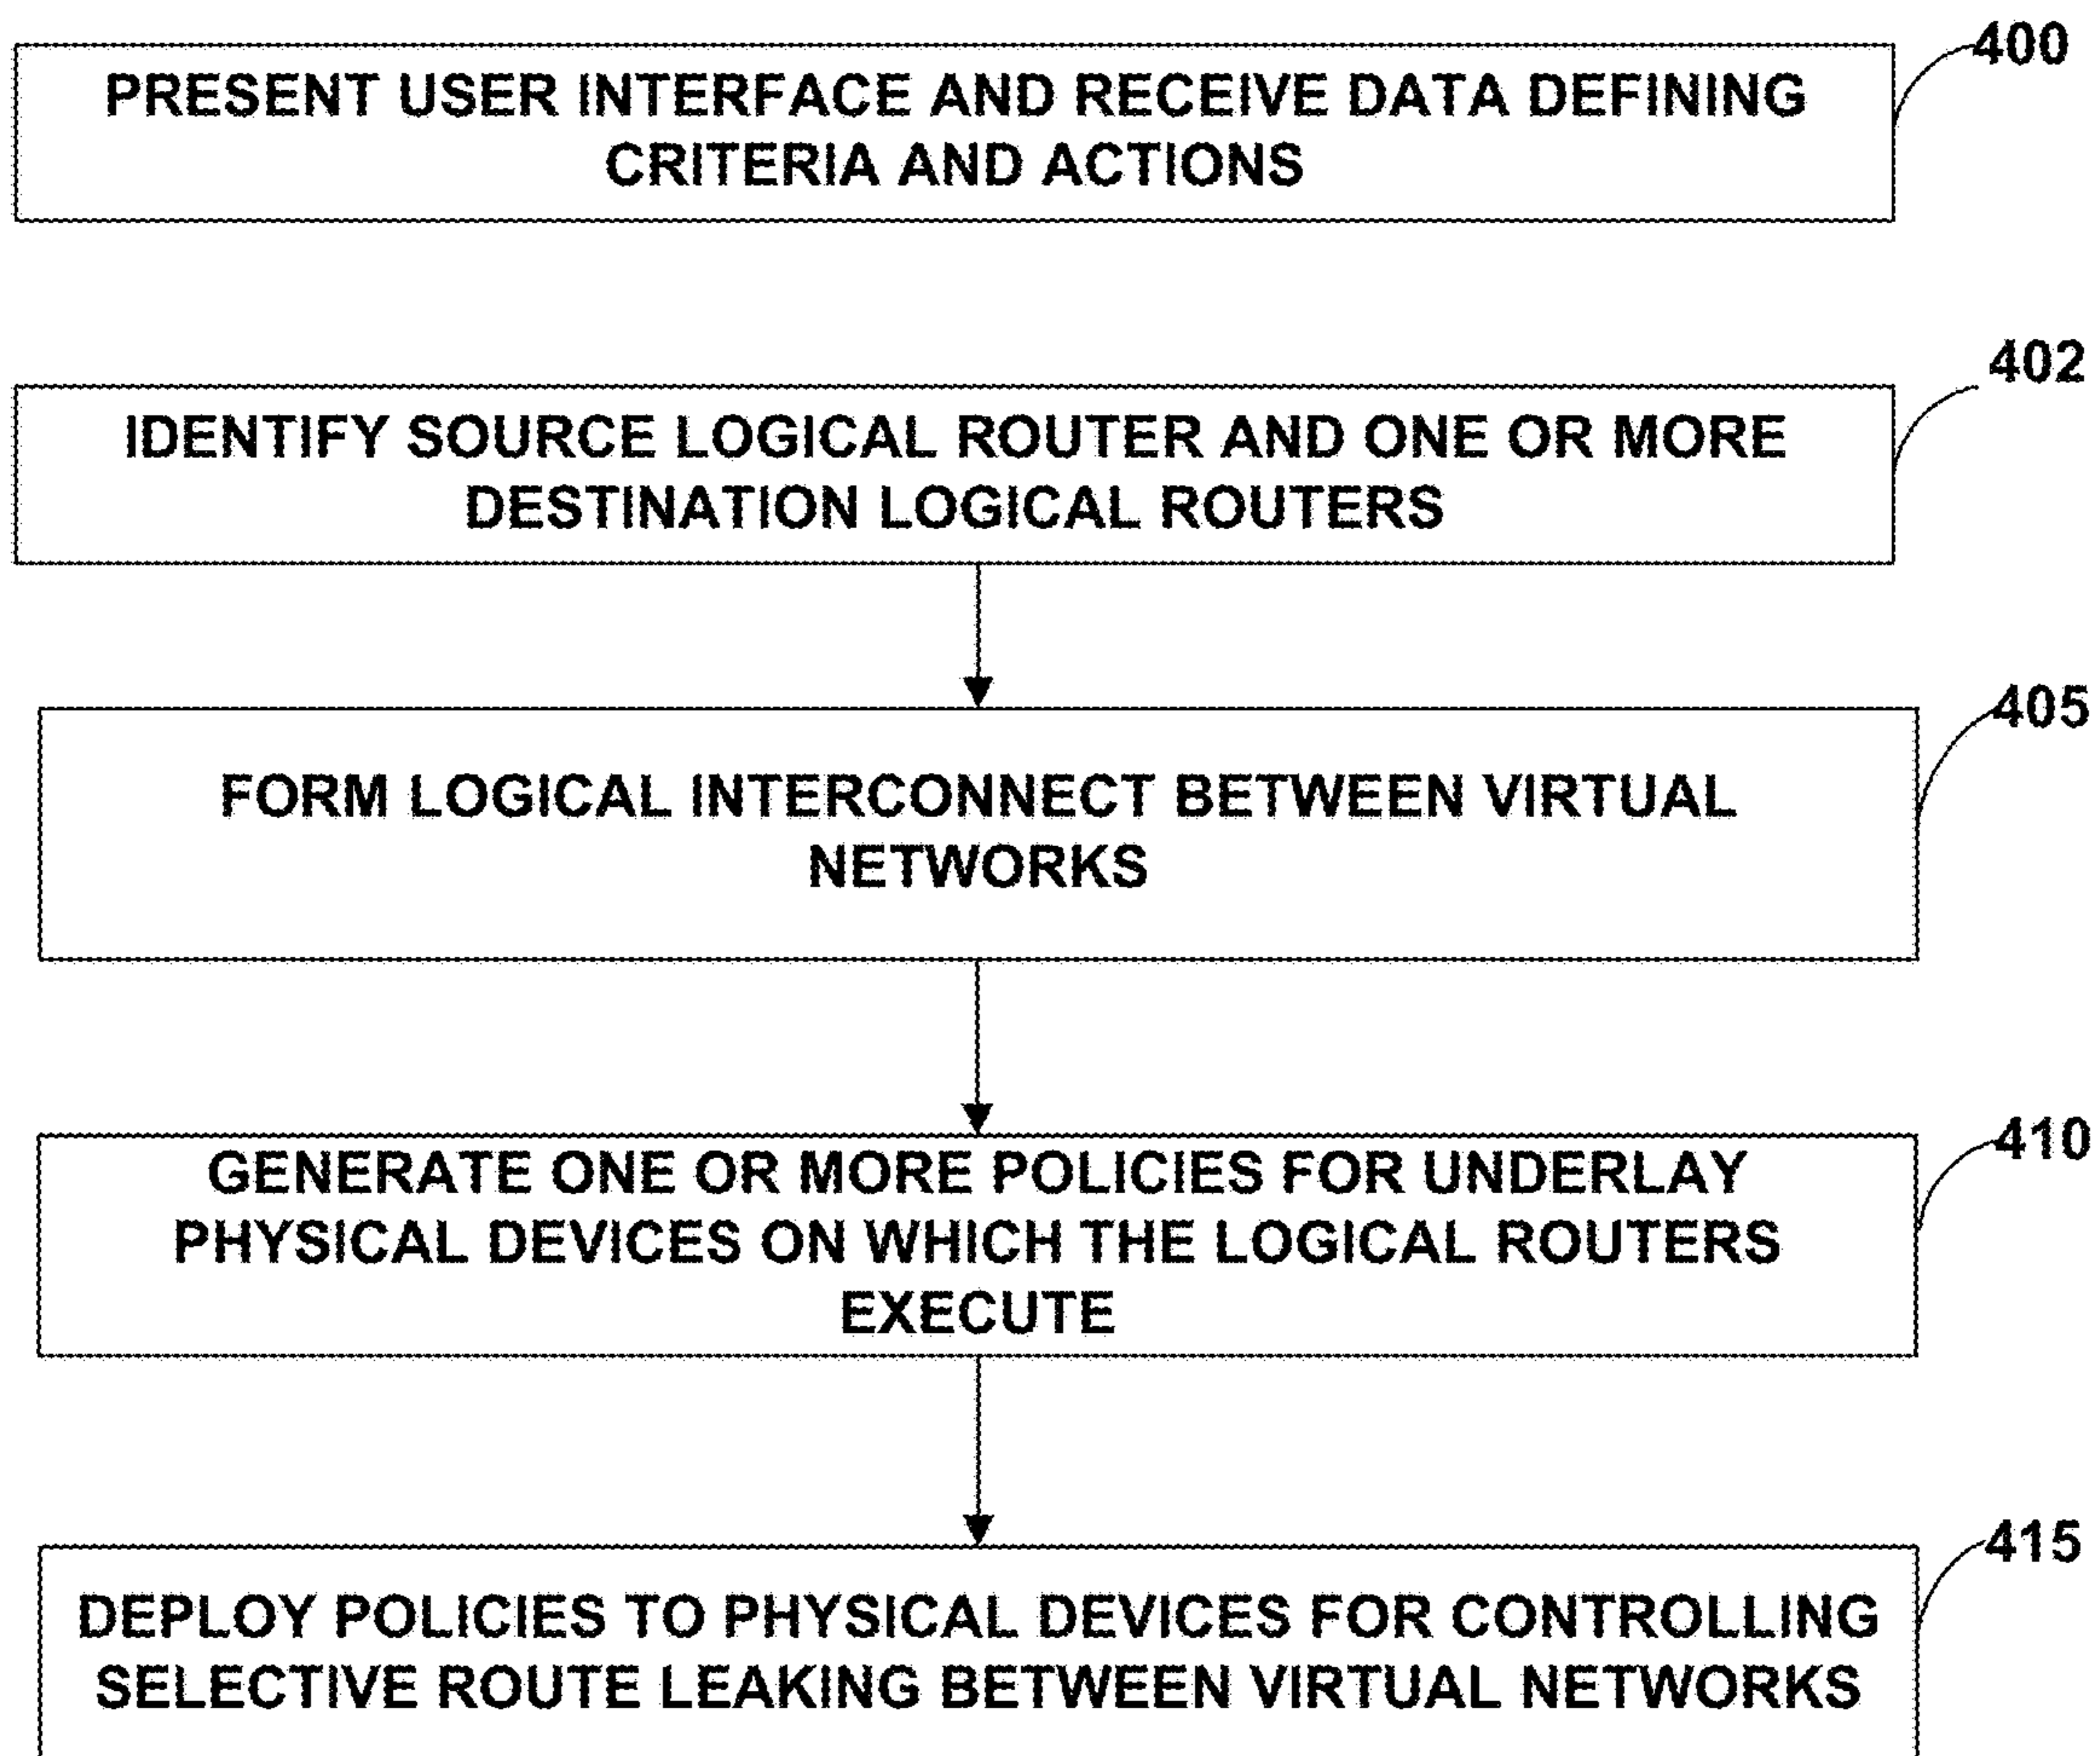 400
PRESENT USER INTERFACE AND RECEIVE DATA DEFINING
CRITERIA AND ACTIONS
402
IDENTIFY SOURCE LOGICAL ROUTER AND ONE OR MORE
DESTINATION LOGICAL ROUTERS
405
FORM LOGICAL INTERCONNECT BETWEEN VIRTUAL
NETWORKS
410
GENERATE ONE OR MORE POLICIES FOR UNDERLAY
PHYSICAL DEVICES ON WHICH THE LOGICAL ROUTERS
EXECUTE
415
DEPLOY POLICIES TO PHYSICAL DEVICES FOR CONTROLLING
SELECTIVE ROUTE LEAKING BETWEEN VIRTUAL NETWORKS